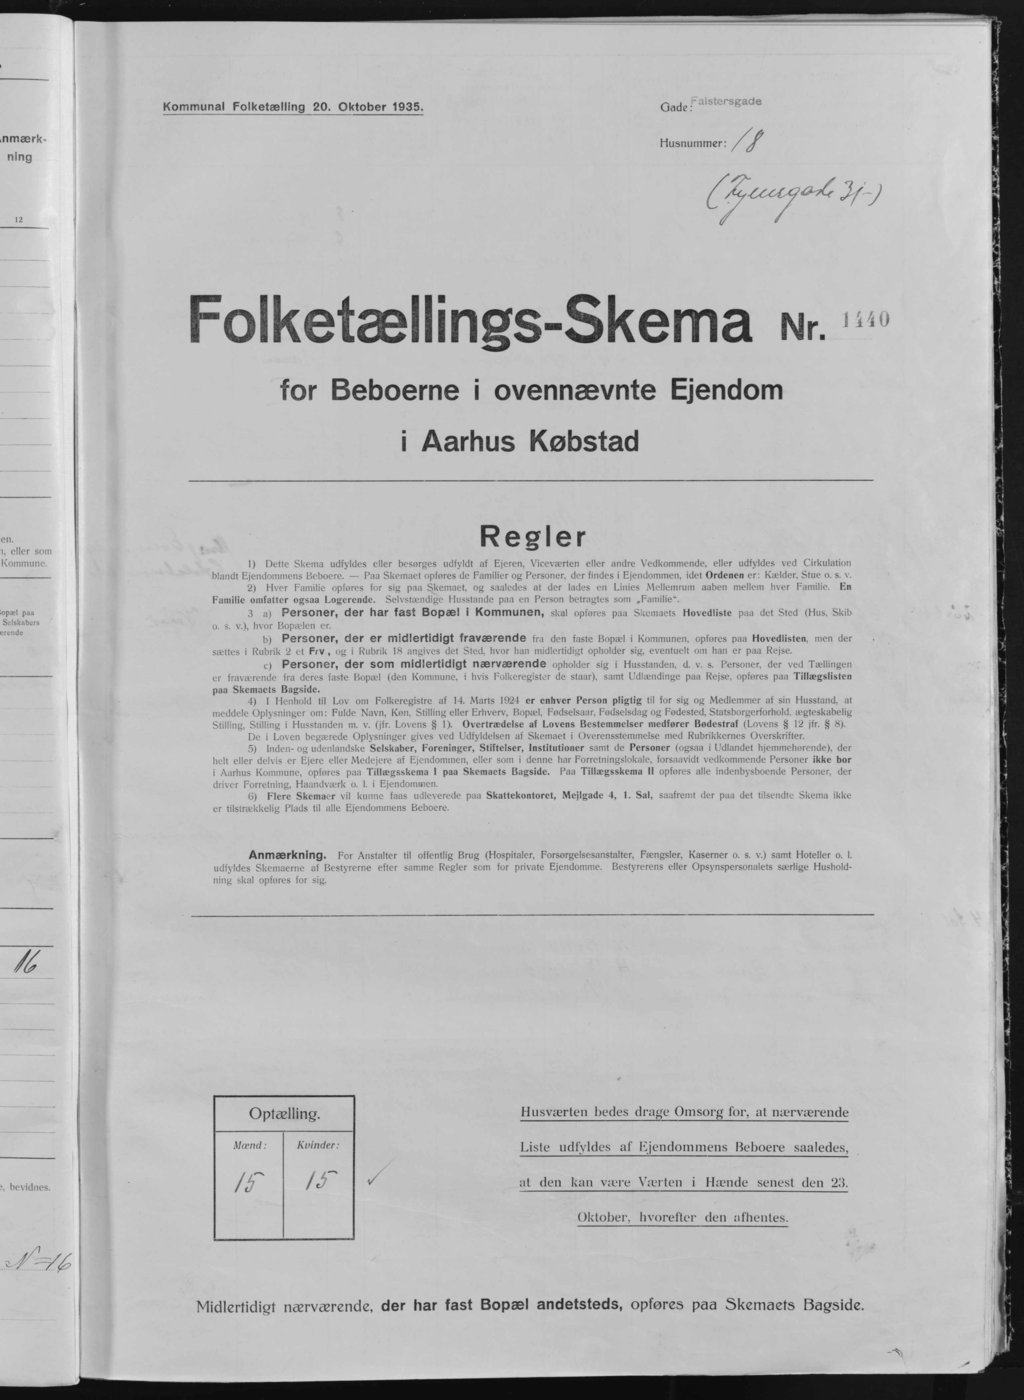 nmærk-
ning
12
en.
, eller som
Kommune.
opæl paa
Selskabers
erende
16
, bevidnes.
N=16
Kommunal Folketælling 20. Oktober 1935.
Gade: Falstersgade
Husnummer: 18
(Fynsgade 31-)
Folketællings-Skema Nr. 1440
for Beboerne i ovennævnte Ejendom
i Aarhus Købstad
Regler
1) Dette Skema udfyldes eller besørges udfyldt af Ejeren, Viceværten eller andre Vedkommende, eller udfyldes ved Cirkulation
blandt Ejendommens Beboere. — Paa Skemaet opføres de Familier og Personer, der findes i Ejendommen, idet Ordenen er: Kælder, Stue o. s. v.
2) Hver Familie opføres for sig paa Skemaet, og saaledes at der lades en Linies Mellemrum aaben mellem hver Familie. En
Familie omfatter ogsaa Logerende. Selvstændige Husstande paa en Person betragtes som „Familie“.
3 a) Personer, der har fast Bopæl i Kommunen, skal opføres paa Skemaets Hovedliste paa det Sted (Hus, Skib
o. s. v.), hvor Bopælen er.
b) Personer, der er midlertidigt fraværende fra den faste Bopæl i Kommunen, opføres paa Hovedlisten, men der
sættes i Rubrik 2 et Frv, og i Rubrik 18 angives det Sted, hvor han midlertidigt opholder sig, eventuelt om han er paa Rejse.
c) Personer, der som midlertidigt nærværende opholder sig i Husstanden, d. v. s. Personer, der ved Tællingen
er fraværende fra deres faste Bopæl (den Kommune, i hvis Folkeregister de staar), samt Udlændinge paa Rejse, opføres paa Tillægslisten
paa Skemaets Bagside.
4) I Henhold til Lov om Folkeregistre af 14. Marts 1924 er enhver Person pligtig til for sig og Medlemmer af sin Husstand, at
meddele Oplysninger om: Fulde Navn, Køn, Stilling eller Erhverv, Bopæl, Fødselsaar, Fødselsdag og Fødested, Statsborgerforhold, ægteskabelig
Stilling, Stilling i Husstanden m. v. (jfr. Lovens § 1). Overtrædelse af Lovens Bestemmelser medfører Bødestraf (Lovens § 12 jfr. § 8).
De i Loven begærede Oplysninger gives ved Udfyldelsen af Skemaet i Overensstemmelse med Rubrikkernes Overskrifter.
5) Inden- og udenlandske Selskaber, Foreninger, Stiftelser, Institutioner samt de Personer (ogsaa i Udlandet hjemmehørende), der
helt eller delvis er Ejere eller Medejere af Ejendommen, eller som i denne har Forretningslokale, forsaavidt vedkommende Personer ikke bor
i Aarhus Kommune, opføres paa Tillægsskema I paa Skemaets Bagside. Paa Tillægsskema II opføres alle indenbysboende Personer, der
driver Forretning, Haandværk o. l. i Ejendommen.
6) Flere Skemaer vil kunne faas udleverede paa Skattekontoret, Mejlgade 4, 1. Sal, saafremt der paa det tilsendte Skema ikke
er tilstrækkelig Plads til alle Ejendommens Beboere.
Anmærkning. For Anstalter til offentlig Brug (Hospitaler, Forsørgelsesanstalter, Fængsler, Kaserner o. s. v.) samt Hoteller o. l.
udfyldes Skemaerne af Bestyrerne efter samme Regler som for private Ejendomme. Bestyrerens eller Opsynspersonalets særlige Hushold-
ning skal opføres for sig.
Optælling.
Mænd: Kvinder:
15 15 ✓
Husværten bedes drage Omsorg for, at nærværende
Liste udfyldes af Ejendommens Beboere saaledes,
at den kan være Værten i Hænde senest den 23.
Oktober, hvorefter den afhentes.
Midlertidigt nærværende, der har fast Bopæl andetsteds, opføres paa Skemaets Bagside.